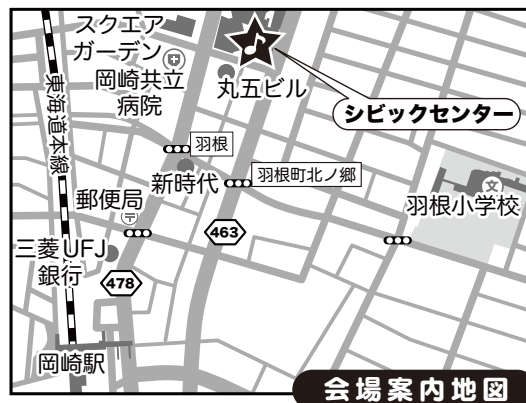 スクエア
ガーデン
岡崎共立
病院
丸五ビル
シビックセンター
東海道本線
羽根
新時代
羽根町北ノ郷
郵便局
〒
文
羽根小学校
三菱UFJ
銀行
463
478
岡崎駅
会場案内地図